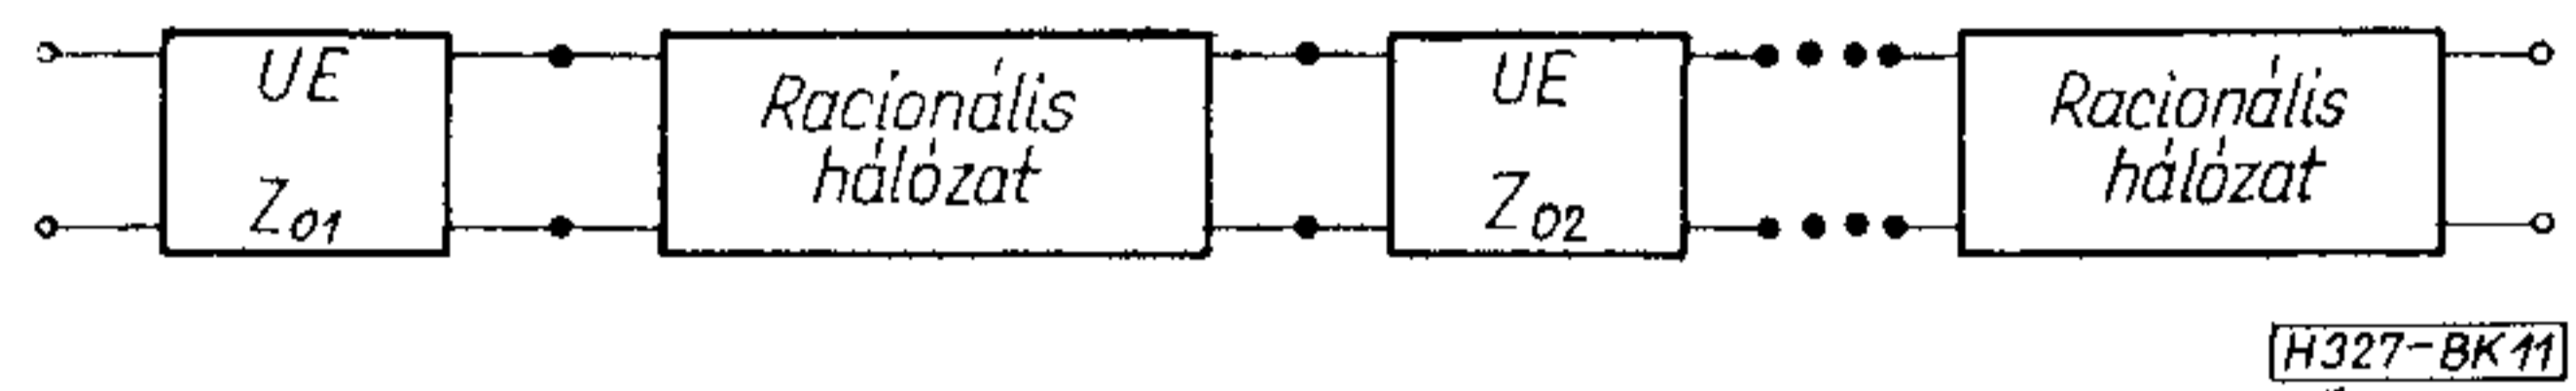 UE
Z01
Racionális
hálózat
UE
Z02
Racionális
hálózat
H327-BK11